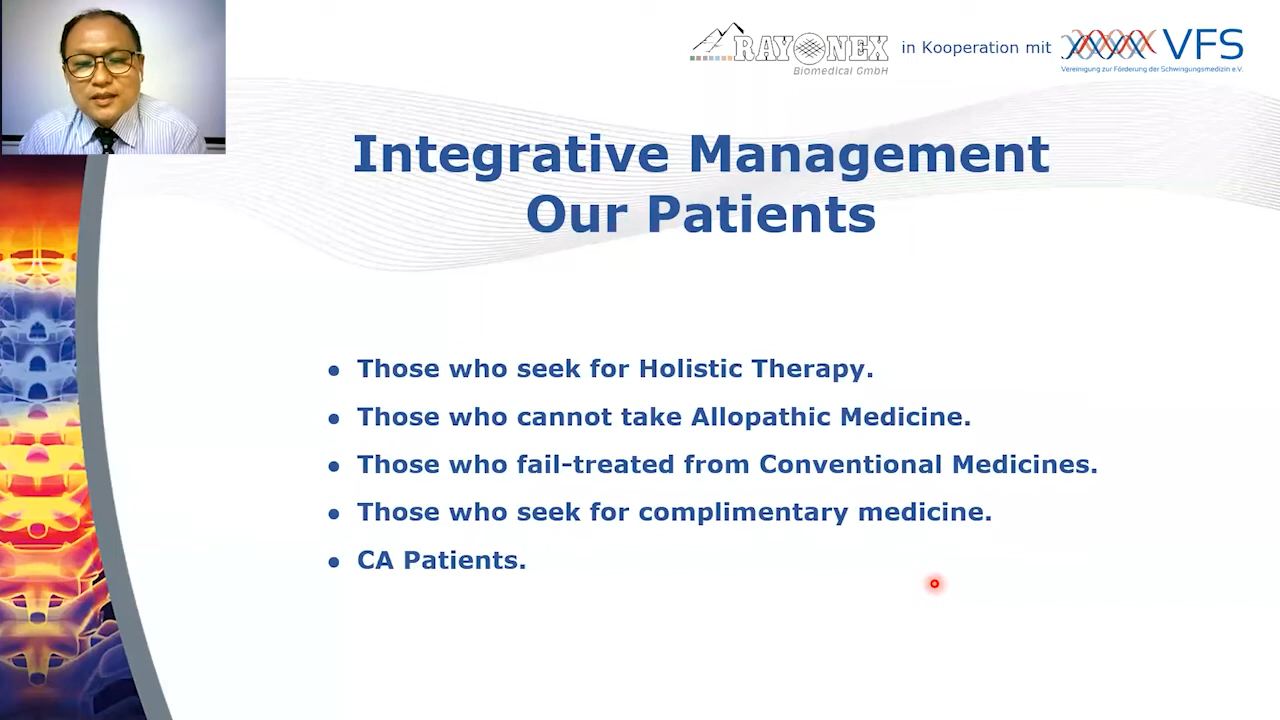 RAYONEX
Biomedical GmbH
in Kooperation mit
VFS
Vereinigung zur Förderung der Schwingungsmedizin e.V.
Integrative Management
Our Patients
• Those who seek for Holistic Therapy.
• Those who cannot take Allopathic Medicine.
• Those who fail-treated from Conventional Medicines.
• Those who seek for complimentary medicine.
• CA Patients.